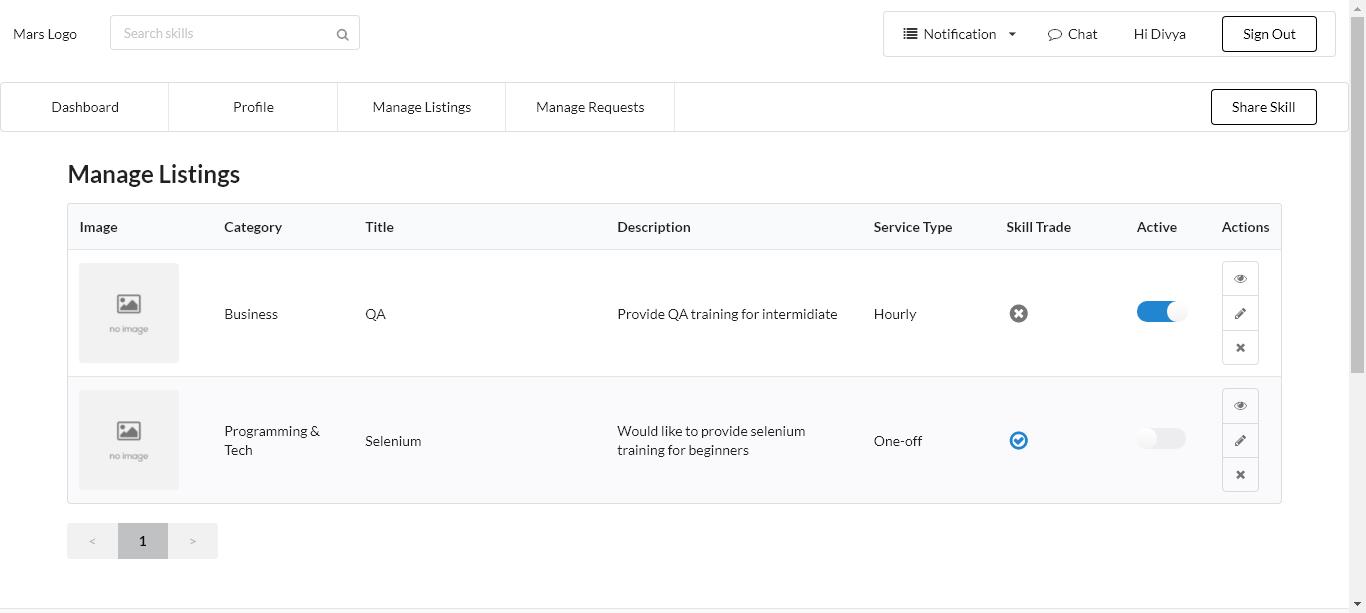 Mars Logo
Search skills
Notification
Chat
Hi Divya
Sign Out
Dashboard
Profile
Manage Listings
Manage Requests
Share Skill
Manage Listings
Image Category Title Description Service Type Skill Trade Active Actions
no image
Business
QA
Provide QA training for intermidiate
Hourly
no image
Programming &
Tech
Selenium
Would like to provide selenium
training for beginners
One-off
< 1 >